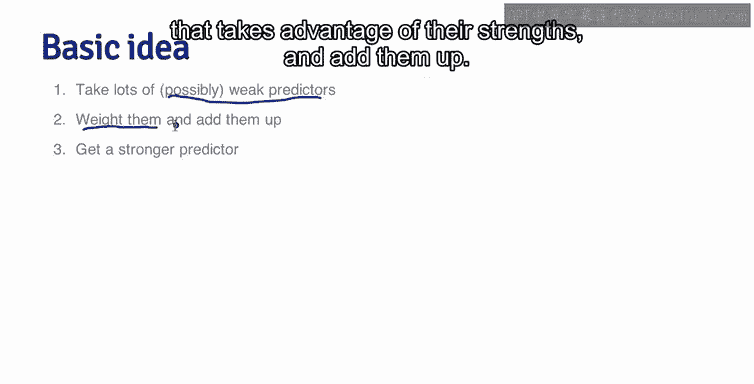 that takes advantage of their strengths,
and add them up.
Basic idea
1. Take lots of (possibly) weak predictors
2. Weight them and add them up
3. Get a stronger predictor